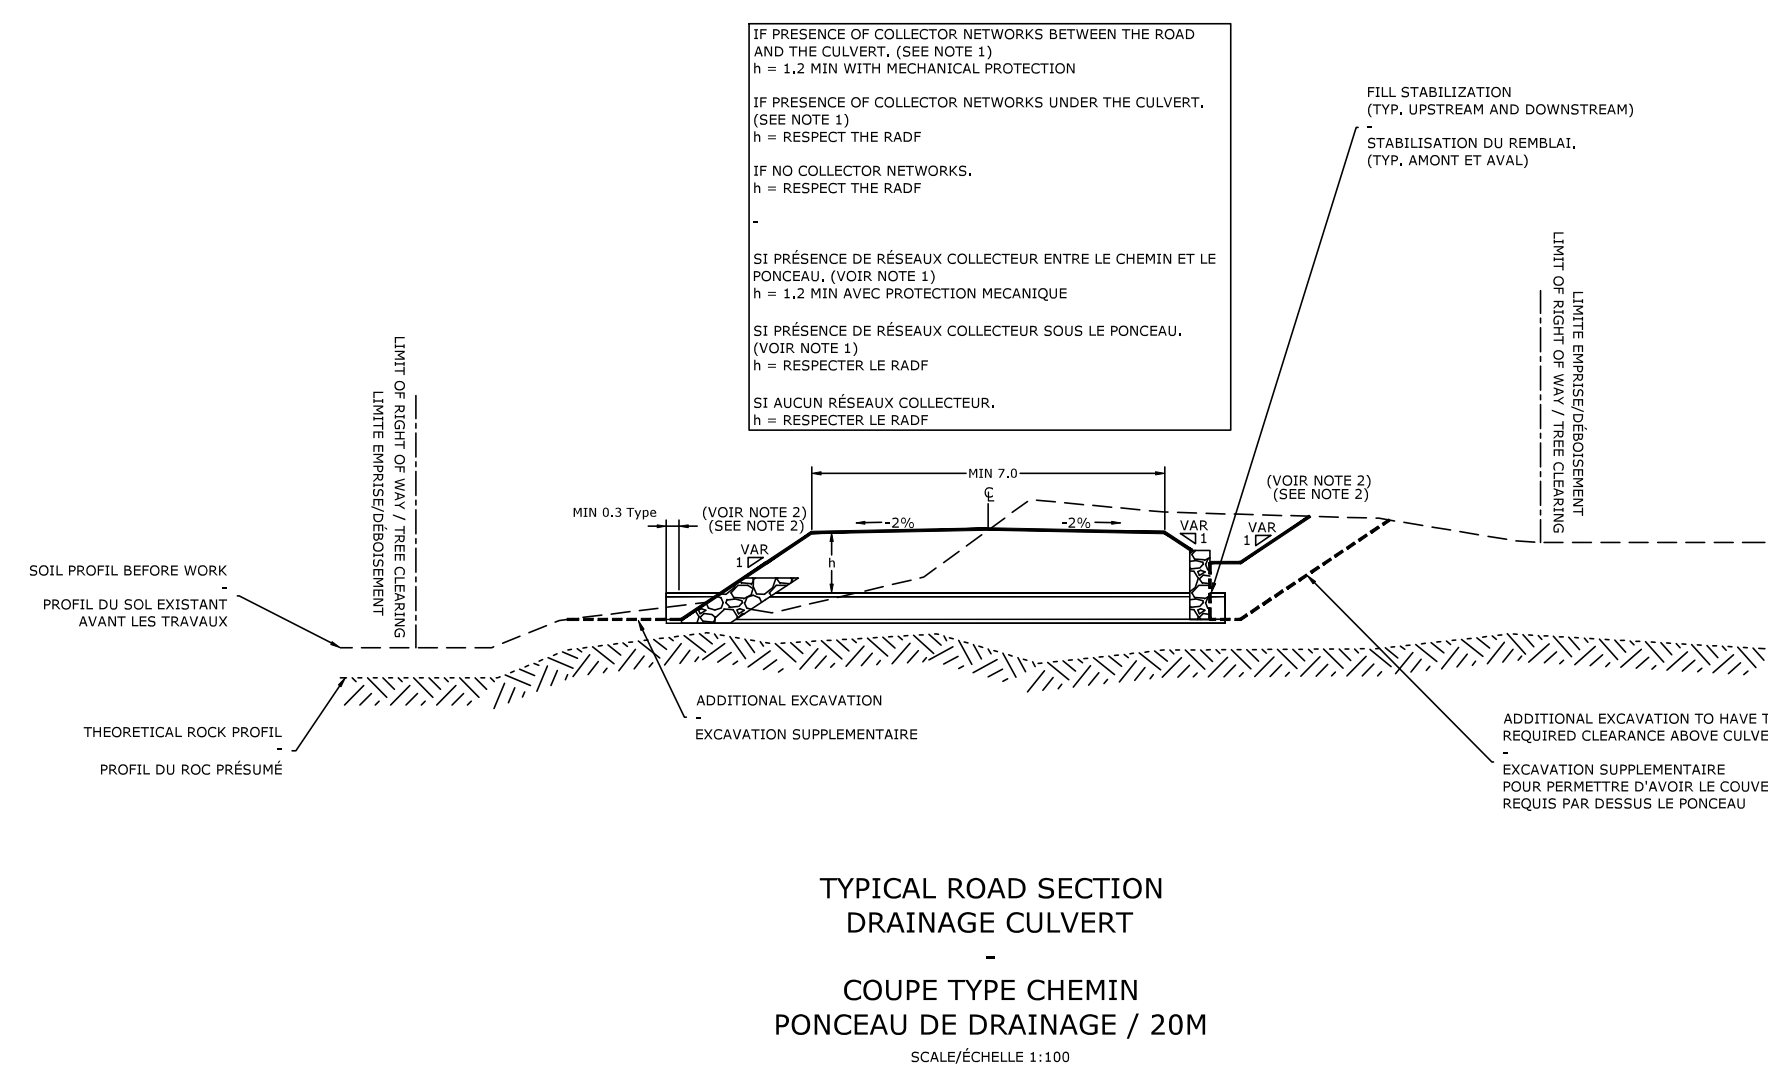 IF PRESENCE OF COLLECTOR NETWORKS BETWEEN THE ROAD
AND THE CULVERT. (SEE NOTE 1)
h = 1.2 MIN WITH MECHANICAL PROTECTION
IF PRESENCE OF COLLECTOR NETWORKS UNDER THE CULVERT.
(SEE NOTE 1)
h = RESPECT THE RADF
IF NO COLLECTOR NETWORKS.
h = RESPECT THE RADF
-
SI PRÉSENCE DE RÉSEAUX COLLECTEUR ENTRE LE CHEMIN ET LE
PONCEAU. (VOIR NOTE 1)
h = 1.2 MIN AVEC PROTECTION MECANIQUE
SI PRÉSENCE DE RÉSEAUX COLLECTEUR SOUS LE PONCEAU.
(VOIR NOTE 1)
h = RESPECTER LE RADF
SI AUCUN RÉSEAUX COLLECTEUR.
h = RESPECTER LE RADF
FILL STABILIZATION
(TYP. UPSTREAM AND DOWNSTREAM)
-
STABILISATION DU REMBLAI.
(TYP. AMONT ET AVAL)
LIMIT OF RIGHT OF WAY / TREE CLEARING
LIMITE EMPRISE/DÉBOISEMENT
LIMITE EMPRISE/DÉBOISEMENT
LIMIT OF RIGHT OF WAY / TREE CLEARING
MIN 7.0
℄
-2%
-2%
MIN 0.3 Type
(VOIR NOTE 2)
(SEE NOTE 2)
VAR
1
h
VAR
1
VAR
1
(VOIR NOTE 2)
(SEE NOTE 2)
SOIL PROFIL BEFORE WORK
-
PROFIL DU SOL EXISTANT
AVANT LES TRAVAUX
THEORETICAL ROCK PROFIL
-
PROFIL DU ROC PRÉSUMÉ
ADDITIONAL EXCAVATION
-
EXCAVATION SUPPLEMENTAIRE
ADDITIONAL EXCAVATION TO HAVE T
REQUIRED CLEARANCE ABOVE CULVE
-
EXCAVATION SUPPLEMENTAIRE
POUR PERMETTRE D'AVOIR LE COUVE
REQUIS PAR DESSUS LE PONCEAU
TYPICAL ROAD SECTION
DRAINAGE CULVERT
-
COUPE TYPE CHEMIN
PONCEAU DE DRAINAGE / 20M
SCALE/ÉCHELLE 1:100